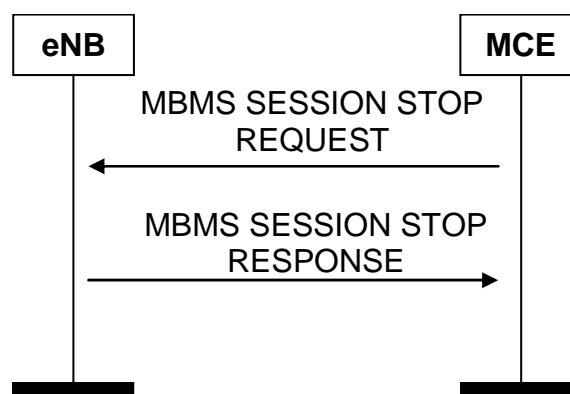 eNB
MCE
MBMS SESSION STOP
REQUEST
MBMS SESSION STOP
RESPONSE